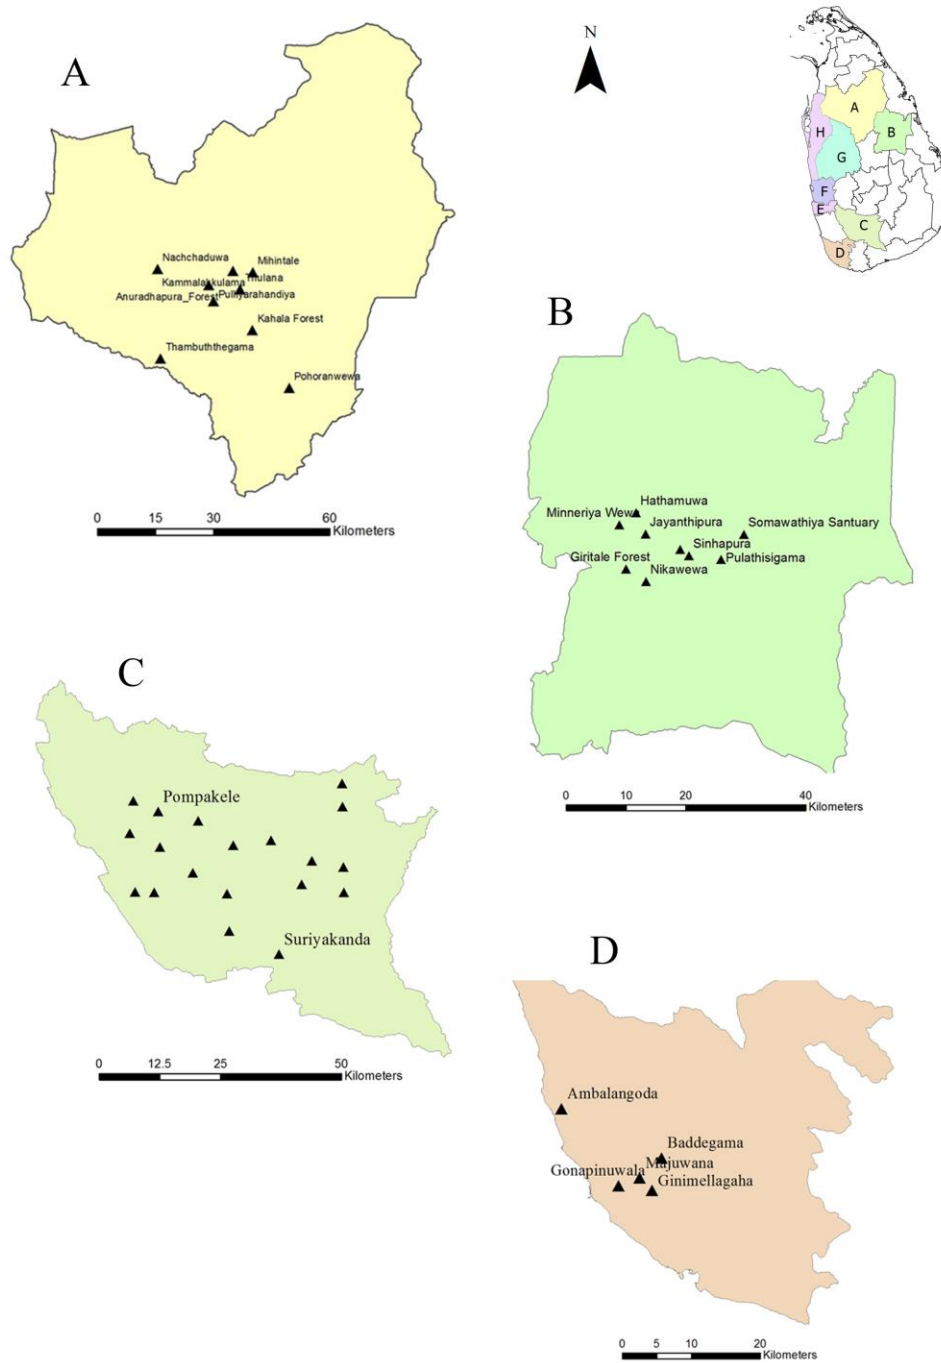 A
N
A
B
H
G
F
E
C
D
Nachchaduwa
Mihintale
Kammalakkulama
Thulana
Anuradhapura_Forest
Puliyarahandiya
Kahala Forest
Thambuththegama
Pohoranwewa
0 15 30 60
Kilometers
B
Hathamuwa
Minneriya Wewa
Jayanthipura
Somawathiya Santuary
Sinhapura
Giritale Forest
Pulathisigama
Nikawewa
0 10 20 40
Kilometers
C
Pompakele
Suriyakanda
0 12.5 25 50
Kilometers
D
Ambalangoda
Baddegama
Majuwana
Gonapinuwala
Ginimellagaha
0 5 10 20
Kilometers